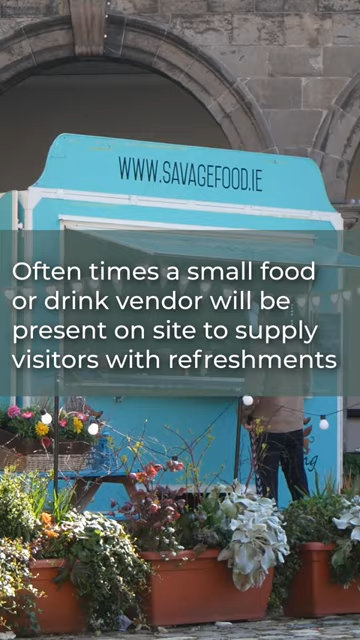 WWW.SAVAGEFOOD.IE
Often times a small food
or drink vendor will be
present on site to supply
visitors with refreshments